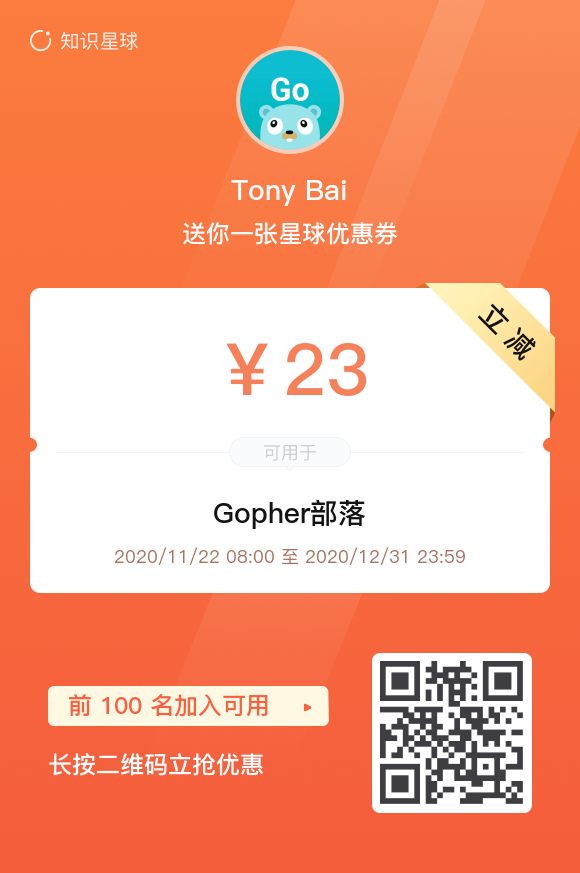 知识星球
Go
Tony Bai
送你一张星球优惠券
立减
¥ 23
可用于
Gopher部落
2020/11/22 08:00 至 2020/12/31 23:59
前 100 名加入可用
长按二维码立抢优惠